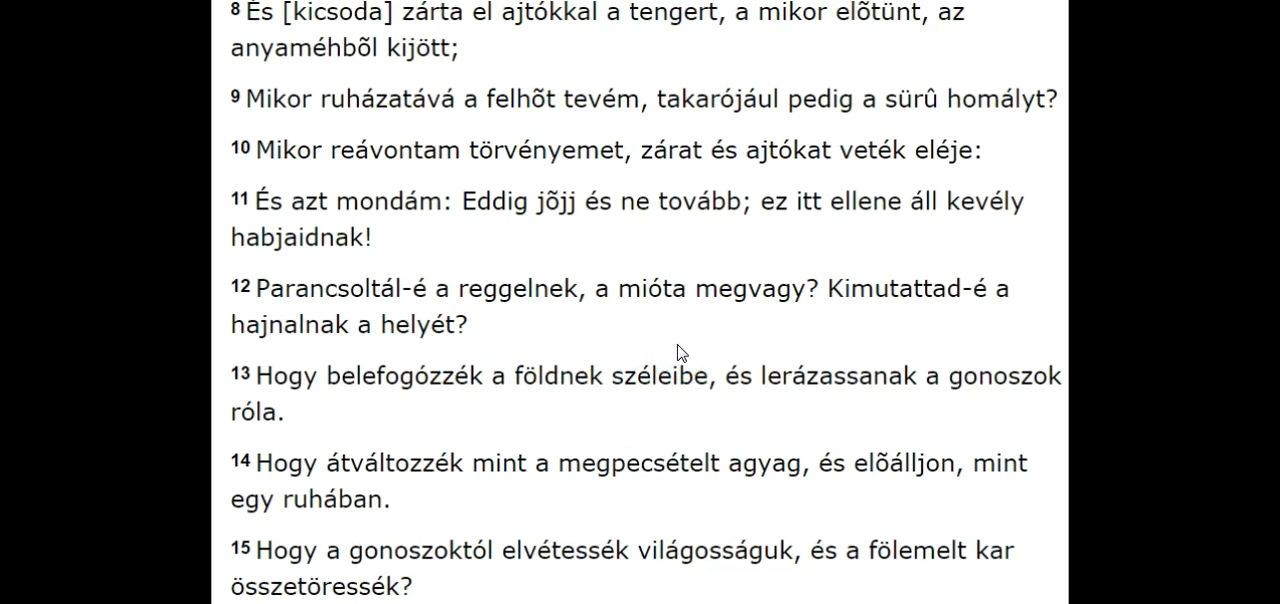 8 És [kicsoda] zárta el ajtókkal a tengert, a mikor elõtünt, az
anyaméhbõl kijött;
9 Mikor ruházatává a felhõt tevém, takarójául pedig a sürû homályt?
10 Mikor reávontam törvényemet, zárat és ajtókat veték eléje:
11 És azt mondám: Eddig jõjj és ne tovább; ez itt ellene áll kevély
habjaidnak!
12 Parancsoltál-é a reggelnek, a mióta megvagy? Kimutattad-é a
hajnalnak a helyét?
13 Hogy belefogózzék a földnek széleibe, és lerázassanak a gonoszok
róla.
14 Hogy átváltozzék mint a megpecsételt agyag, és elõálljon, mint
egy ruhában.
15 Hogy a gonoszoktól elvétessék világosságuk, és a fölemelt kar
összetöressék?